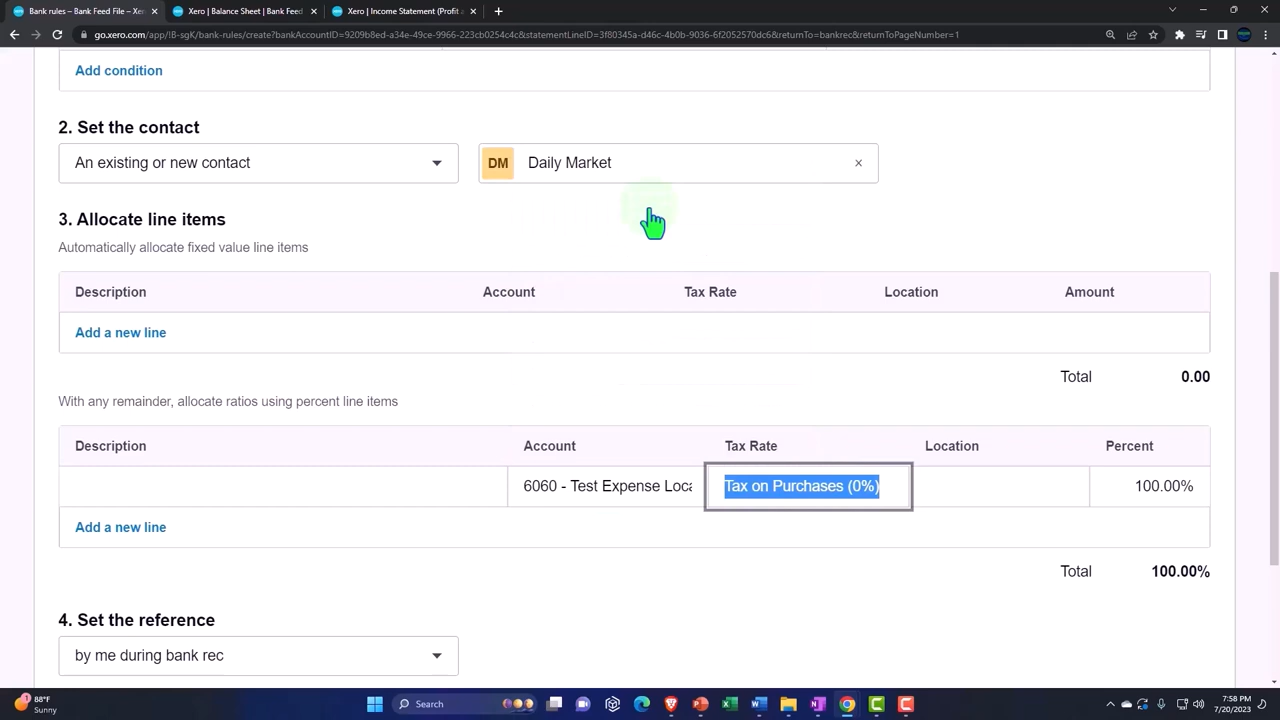 Bank rules – Bank File – Xer
Xero | Balance Sheet | Bank Feed
Xero | Income Statement (Profit a
go.xero.com/app/!B-sgK/bank-rules/create?bankAccountID=9209b8ed-a34e-49ce-9966-223cb0254c4c&statementLineID=3f80345a-d46c-4b0b-9036-6f2252570dc6&returnTo=bankrec&returnToPageNumber=1
Add condition
2. Set the contact
An existing or new contact
DM Daily Market
3. Allocate line items
Automatically allocate fixed value line items
Description Account Tax Rate Location Amount
Add a new line
Total 0.00
With any remainder, allocate ratios using percent line items
Description Account Tax Rate Location Percent
6060 - Test Expense Loca Tax on Purchases (0%) 100.00%
Add a new line
Total 100.00%
4. Set the reference
by me during bank rec
88°F
Sunny
Search
7:58 PM
7/20/2023